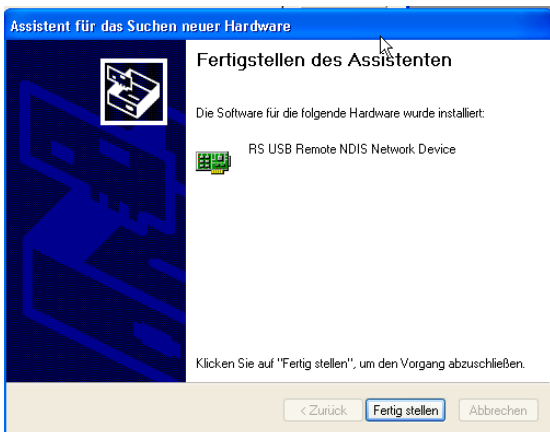 Assistent für das Suchen neuer Hardware
Fertigstellen des Assistenten
Die Software für die folgende Hardware wurde installiert:
RS USB Remote NDIS Network Device
Klicken Sie auf "Fertig stellen", um den Vorgang abzuschließen.
< Zurück Fertig stellen Abbrechen